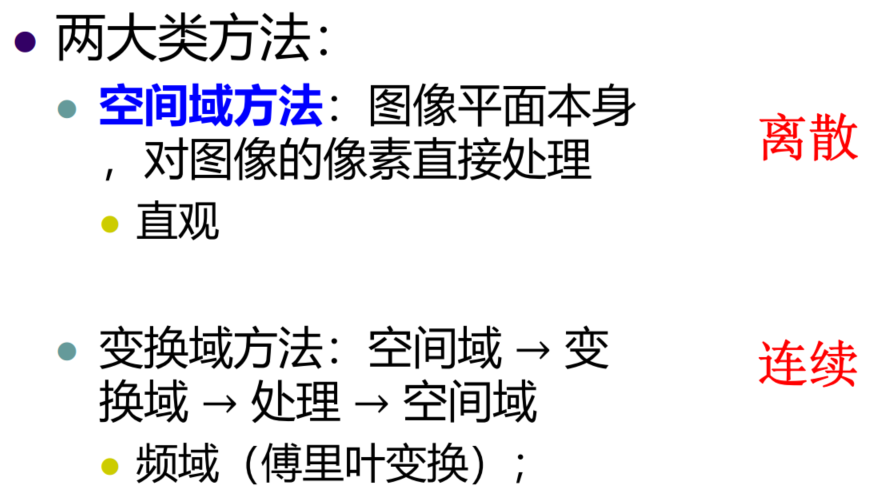 两大类方法：
空间域方法：图像平面本身
，对图像的像素直接处理
离散
直观
变换域方法：空间域 → 变
换域 → 处理 → 空间域
连续
频域（傅里叶变换）；